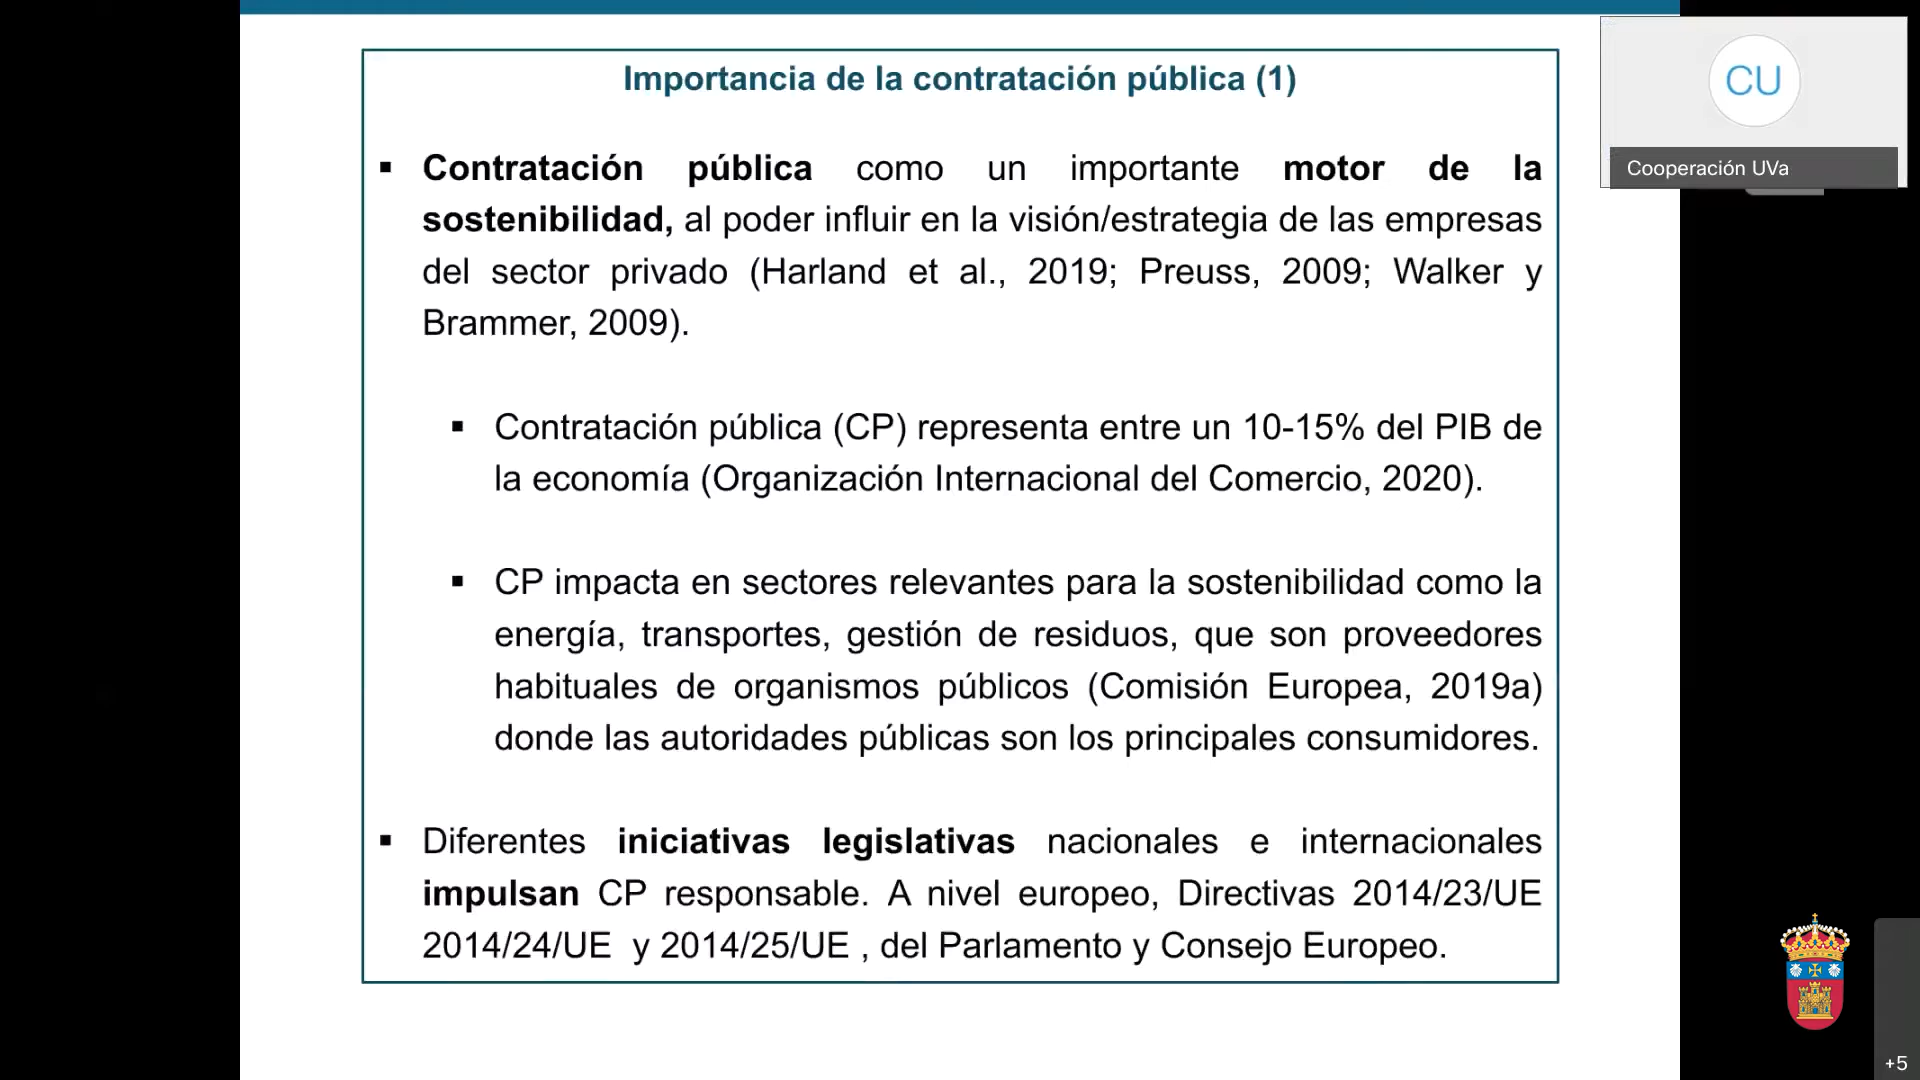 Importancia de la contratación pública (1)
▪ Contratación pública como un importante motor de la
sostenibilidad, al poder influir en la visión/estrategia de las empresas
del sector privado (Harland et al., 2019; Preuss, 2009; Walker y
Brammer, 2009).
▪ Contratación pública (CP) representa entre un 10-15% del PIB de
la economía (Organización Internacional del Comercio, 2020).
▪ CP impacta en sectores relevantes para la sostenibilidad como la
energía, transportes, gestión de residuos, que son proveedores
habituales de organismos públicos (Comisión Europea, 2019a)
donde las autoridades públicas son los principales consumidores.
▪ Diferentes iniciativas legislativas nacionales e internacionales
impulsan CP responsable. A nivel europeo, Directivas 2014/23/UE
2014/24/UE y 2014/25/UE , del Parlamento y Consejo Europeo.
CU
Cooperación UVa
+5